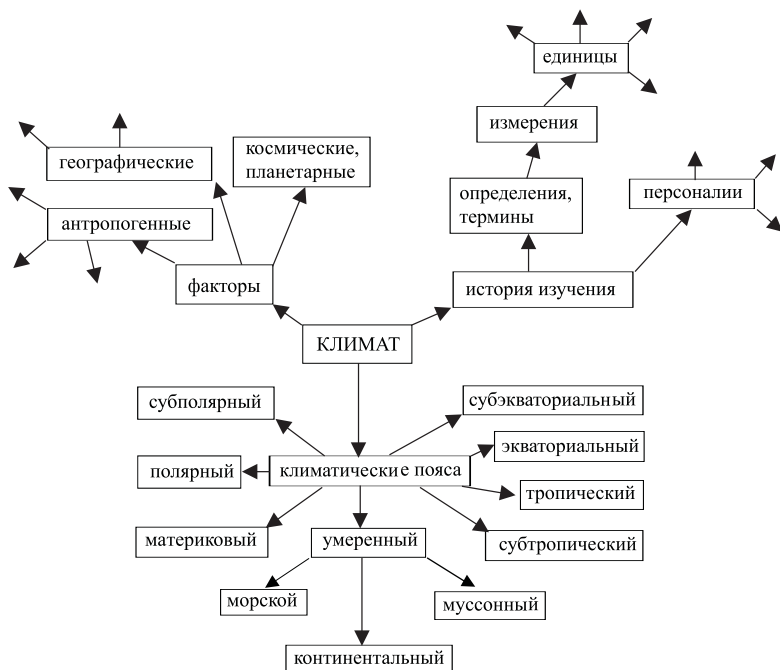 единицы
измерения
географические
космические,
планетарные
определения,
термины
персоналии
антропогенные
факторы
история изучения
КЛИМАТ
субполярный
субэкваториальный
экваториальный
полярный
климатические пояса
тропический
материковый
умеренный
субтропический
морской
муссонный
континентальный